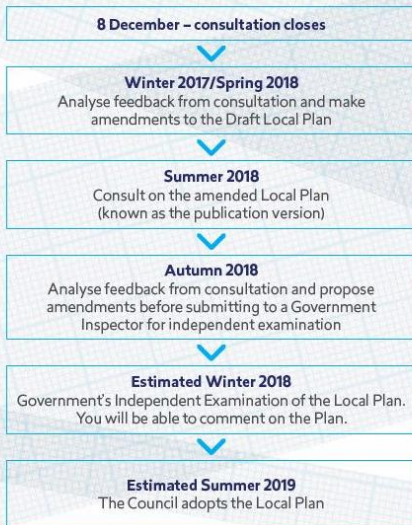 8 December – consultation closes
Winter 2017/Spring 2018
Analyse feedback from consultation and make
amendments to the Draft Local Plan
Summer 2018
Consult on the amended Local Plan
(known as the publication version)
Autumn 2018
Analyse feedback from consultation and propose
amendments before submitting to a Government
Inspector for independent examination
Estimated Winter 2018
Government's Independent Examination of the Local Plan.
You will be able to comment on the Plan.
Estimated Summer 2019
The Council adopts the Local Plan